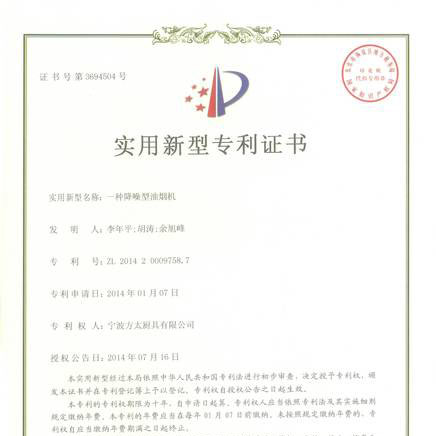 证书号第3694504号
实用新型专利证书
实用新型名称：一种降噪型油烟机
发 明 人：李年平;胡涛;余旭峰
专 利 号：ZL 2014 2 0009758.7
专利申请日：2014年01月07日
专 利 权 人：宁波方太厨具有限公司
授权公告日：2014年07月16日
本实用新型经过本局依照中华人民共和国专利法进行初步审查，决定授予专利权，颁
发本证书并在专利登记簿上予以登记。专利权自授权公告之日起生效。
本专利的专利权期限为十年，自申请日起算。专利权人应当依照专利法及其实施细则
规定缴纳年费。本专利的年费应当在每年01月07日前缴纳。未按照规定缴纳年费的，专
利权自应当缴纳年费期满之日起终止。